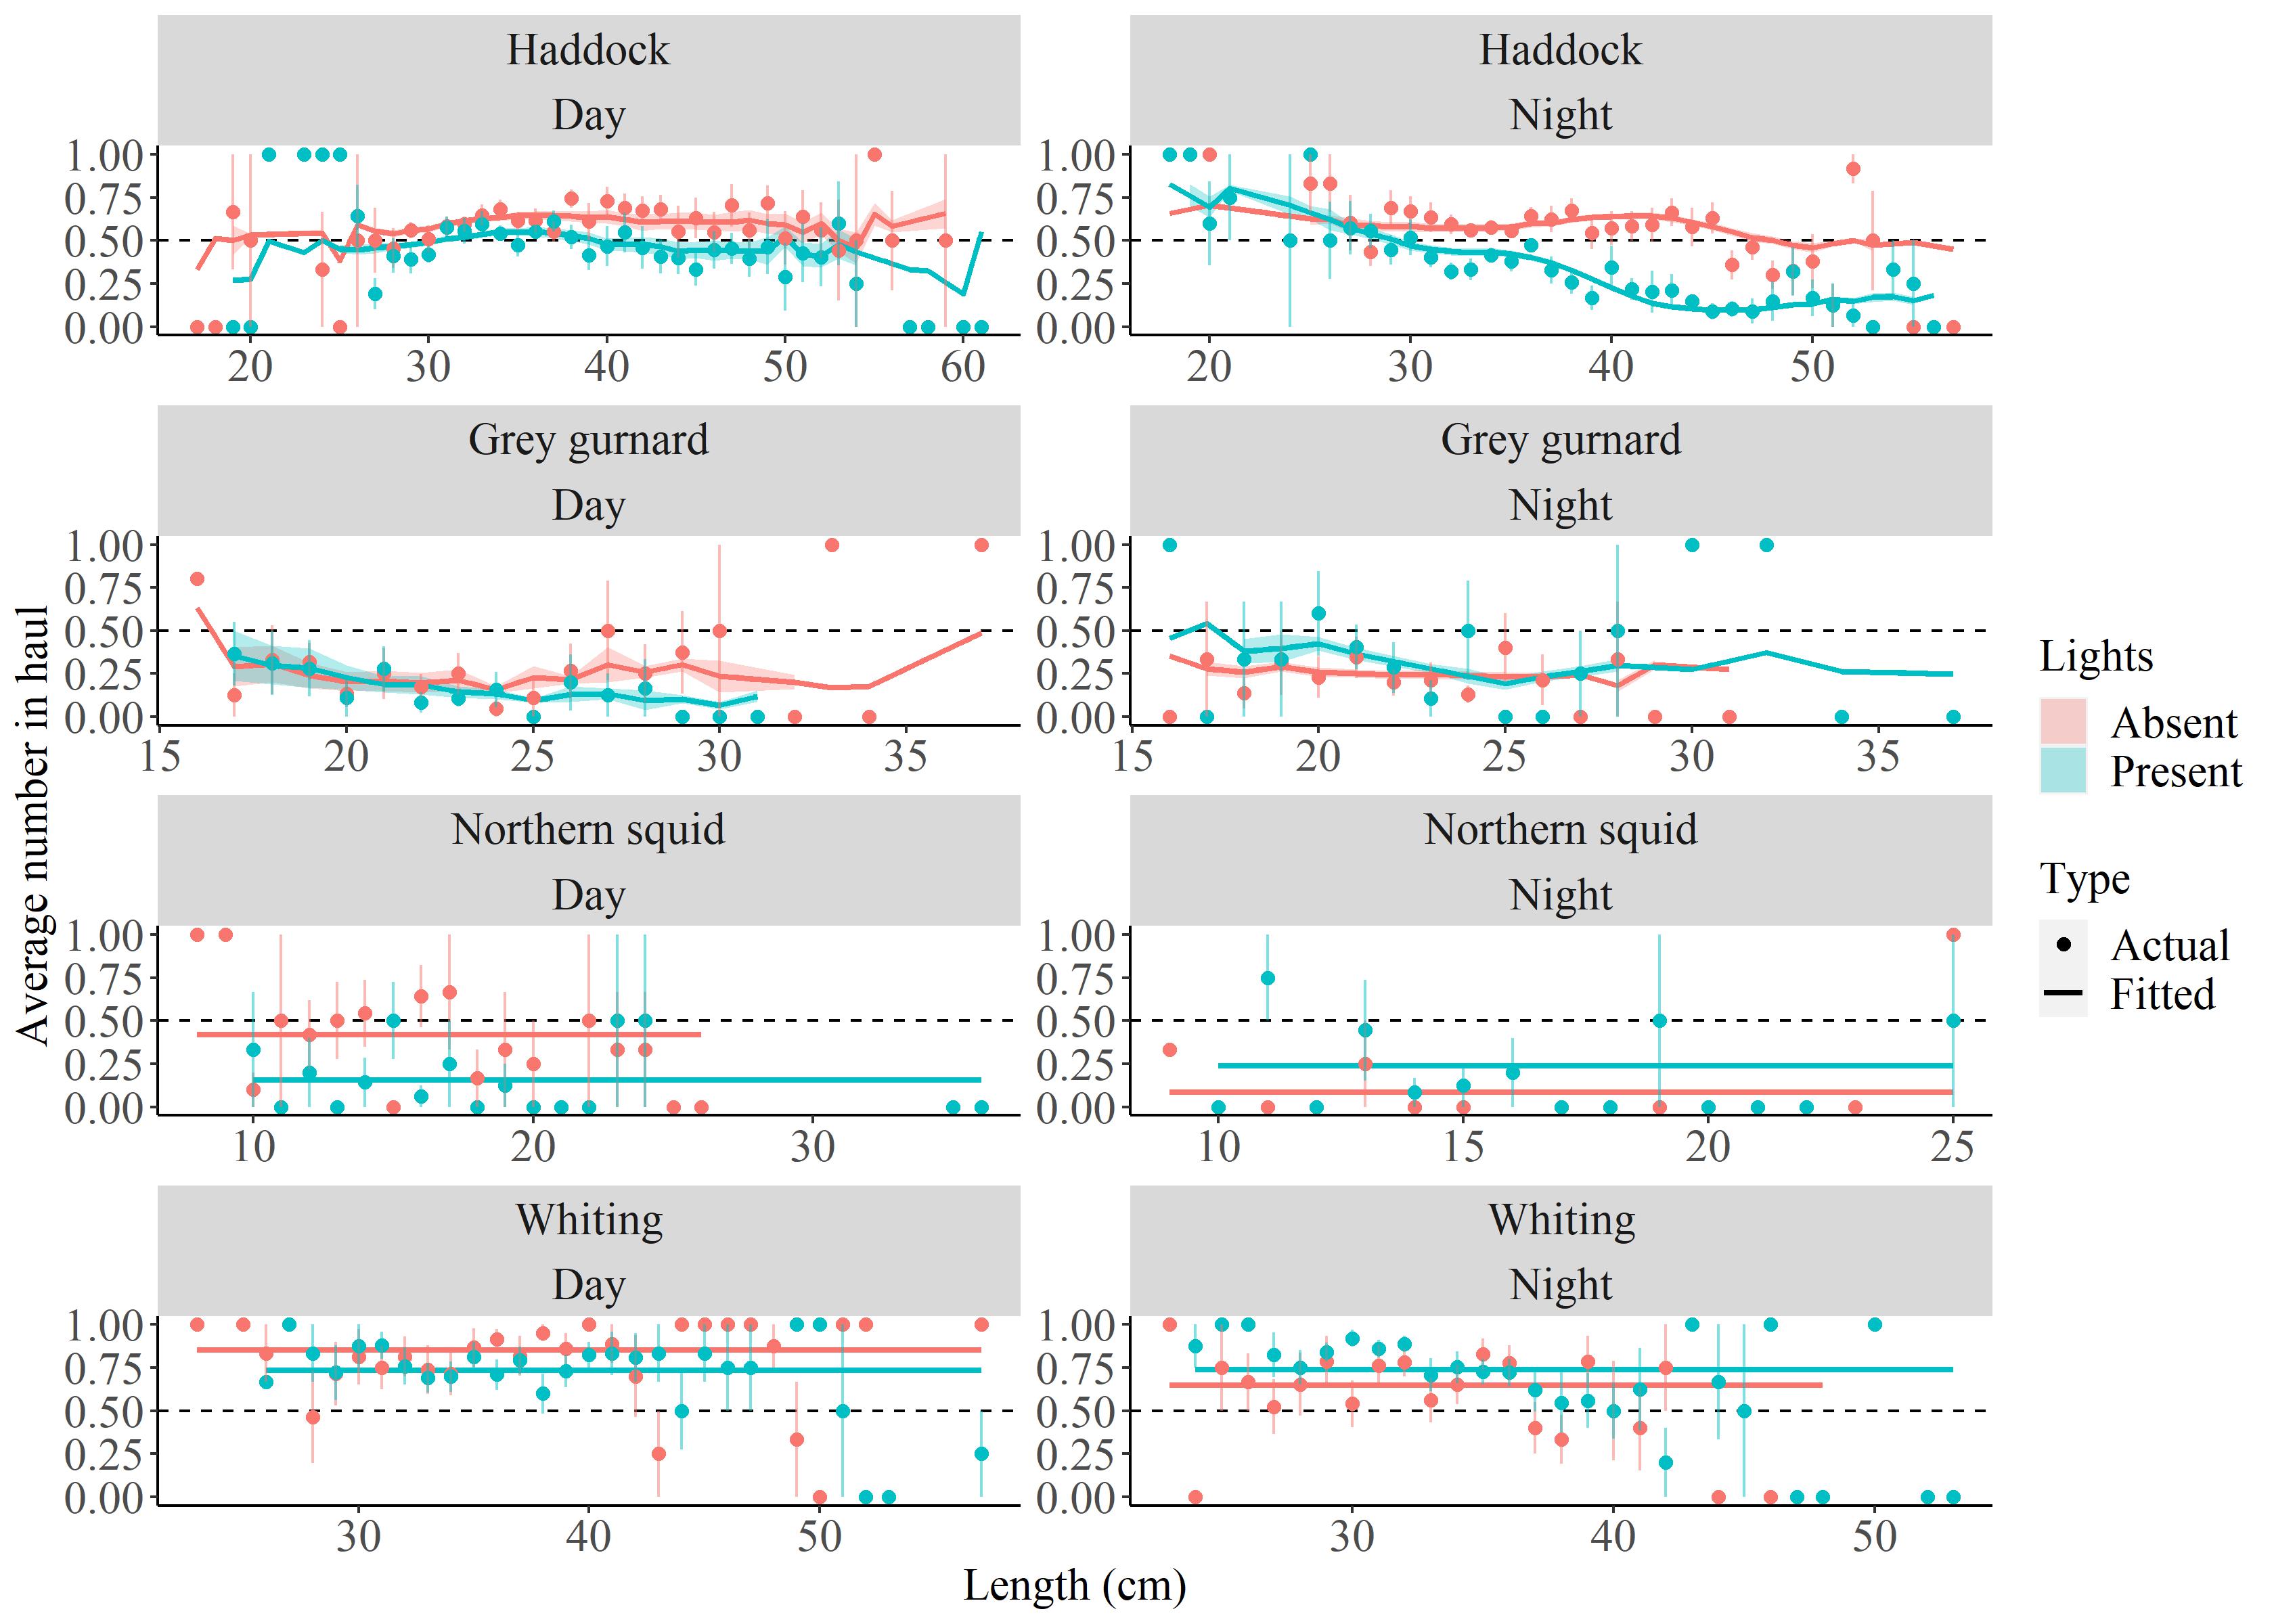 Haddock
Day
1.00
0.75
0.50
0.25
0.00
20 30 40 50 60
Haddock
Night
1.00
0.75
0.50
0.25
0.00
20 30 40 50
Grey gurnard
Day
1.00
0.75
0.50
0.25
0.00
15 20 25 30 35
Grey gurnard
Night
1.00
0.75
0.50
0.25
0.00
15 20 25 30 35
Northern squid
Day
1.00
0.75
0.50
0.25
0.00
10 20 30
Northern squid
Night
1.00
0.75
0.50
0.25
0.00
10 15 20 25
Whiting
Day
1.00
0.75
0.50
0.25
0.00
30 40 50
Whiting
Night
1.00
0.75
0.50
0.25
0.00
30 40 50
Average number in haul
Length (cm)
Lights
Absent
Present
Type
Actual
Fitted